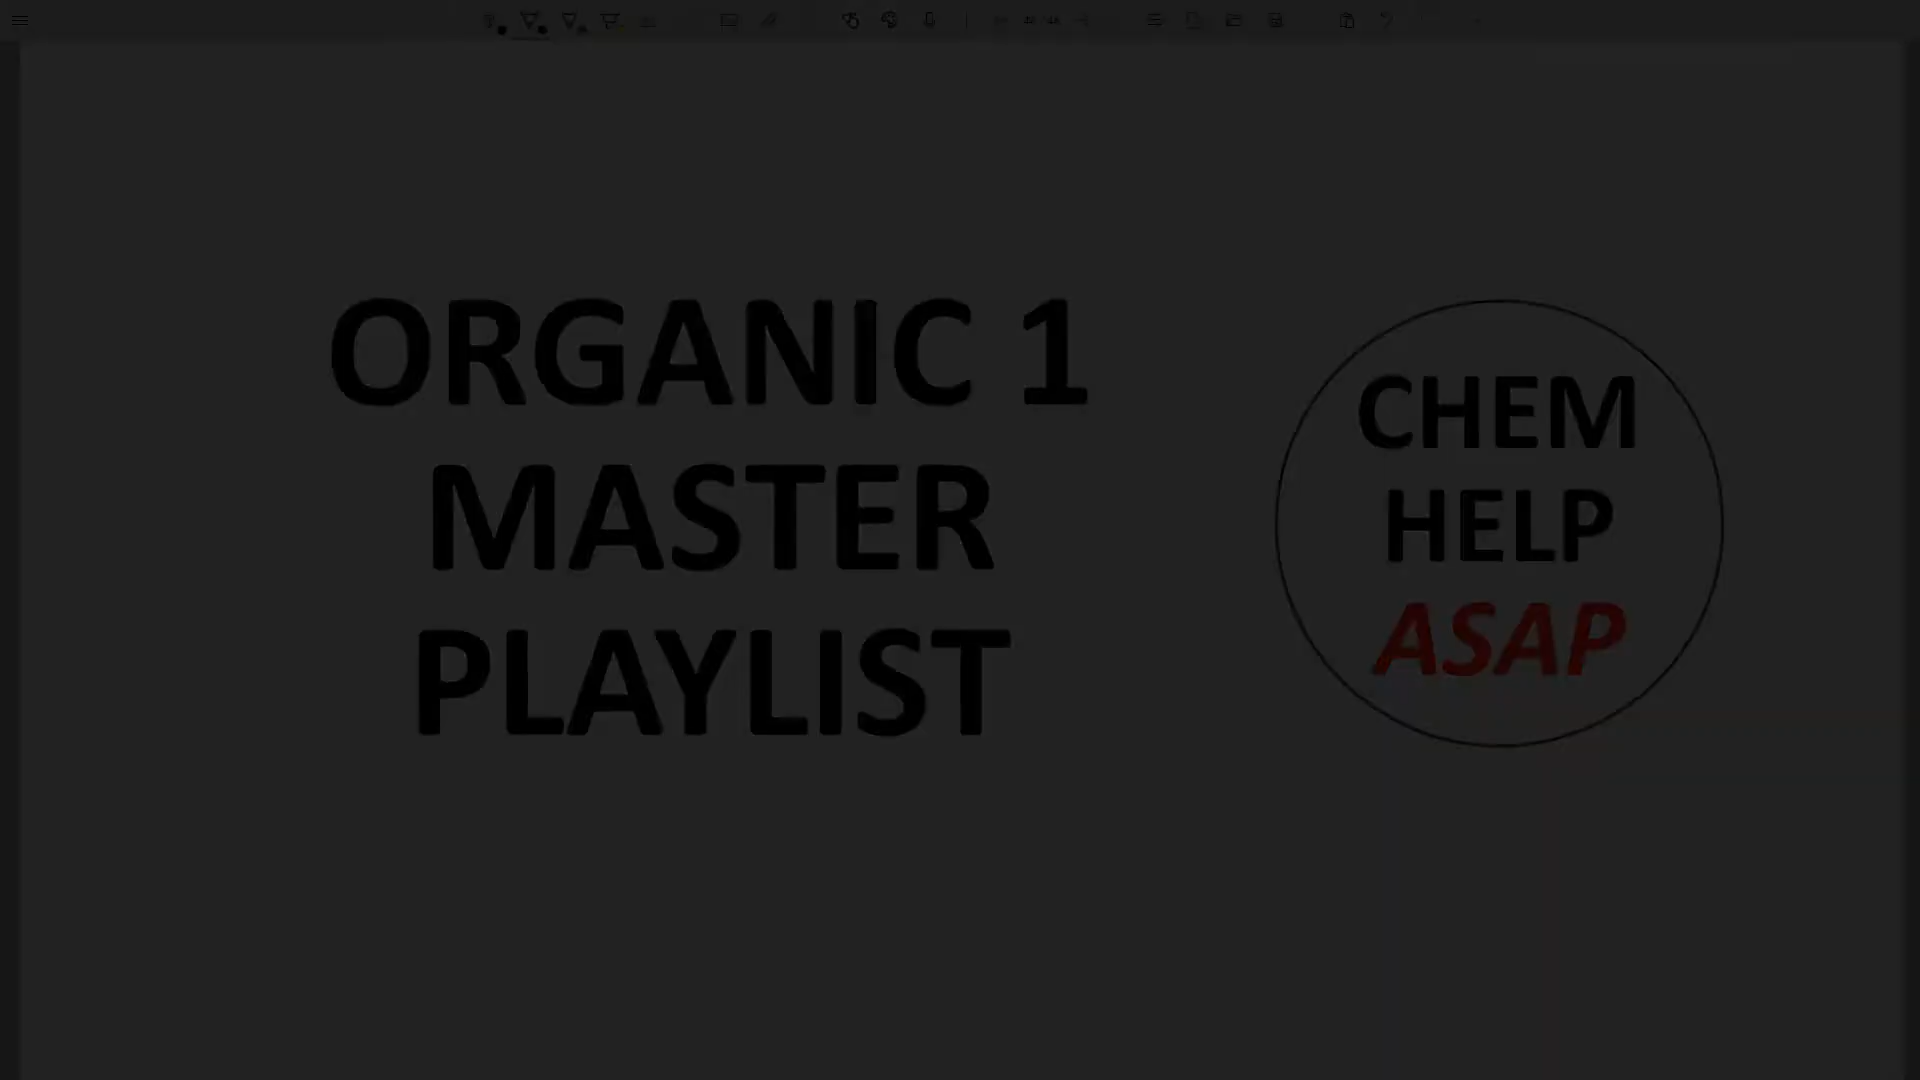 ORGANIC 1
MASTER
PLAYLIST
CHEM
HELP
ASAP